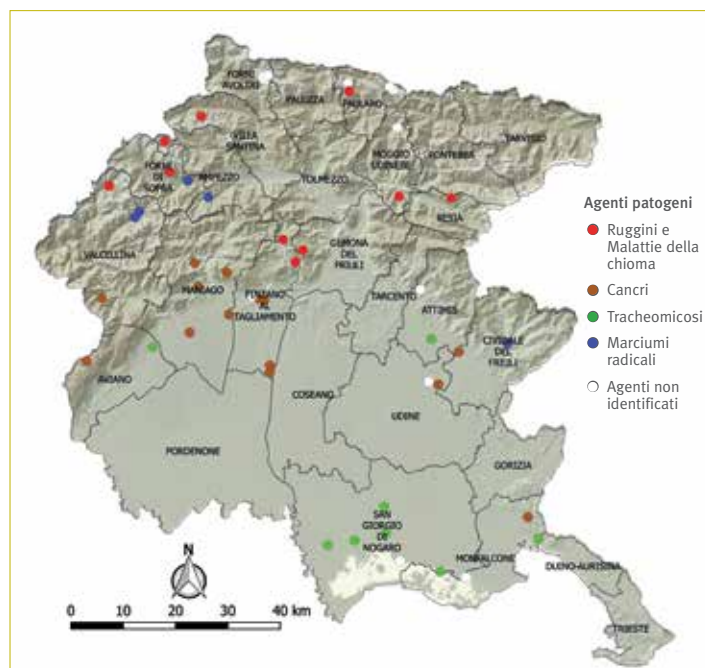 FORNI
AVOLTRI
PALUZZA
PAULARO
TARVISIO
VILLA
SANTINA
MOGGIO
UDINESE
PONTEBBA
FORNI
DI
SOPRA
AMPEZZO
TOLMEZZO
RESIA
VALCELLINA
GEMONA
DEL
FRIULI
MANIAGO
PINZANO
AL
TAGLIAMENTO
TARCENTO
ATTIMIS
CIVIDALE
DEL
FRIULI
AVIANO
COSEANO
UDINE
PORDENONE
GORIZIA
SAN
GIORGIO
DI
NOGARO
MONFALCONE
DUINO-AURISINA
TRIESTE
N
0 10 20 30 40 km
Agenti patogeni
Ruggini e
Malattie della
chioma
Cancri
Tracheomicosi
Marciumi
radicali
Agenti non
identificati